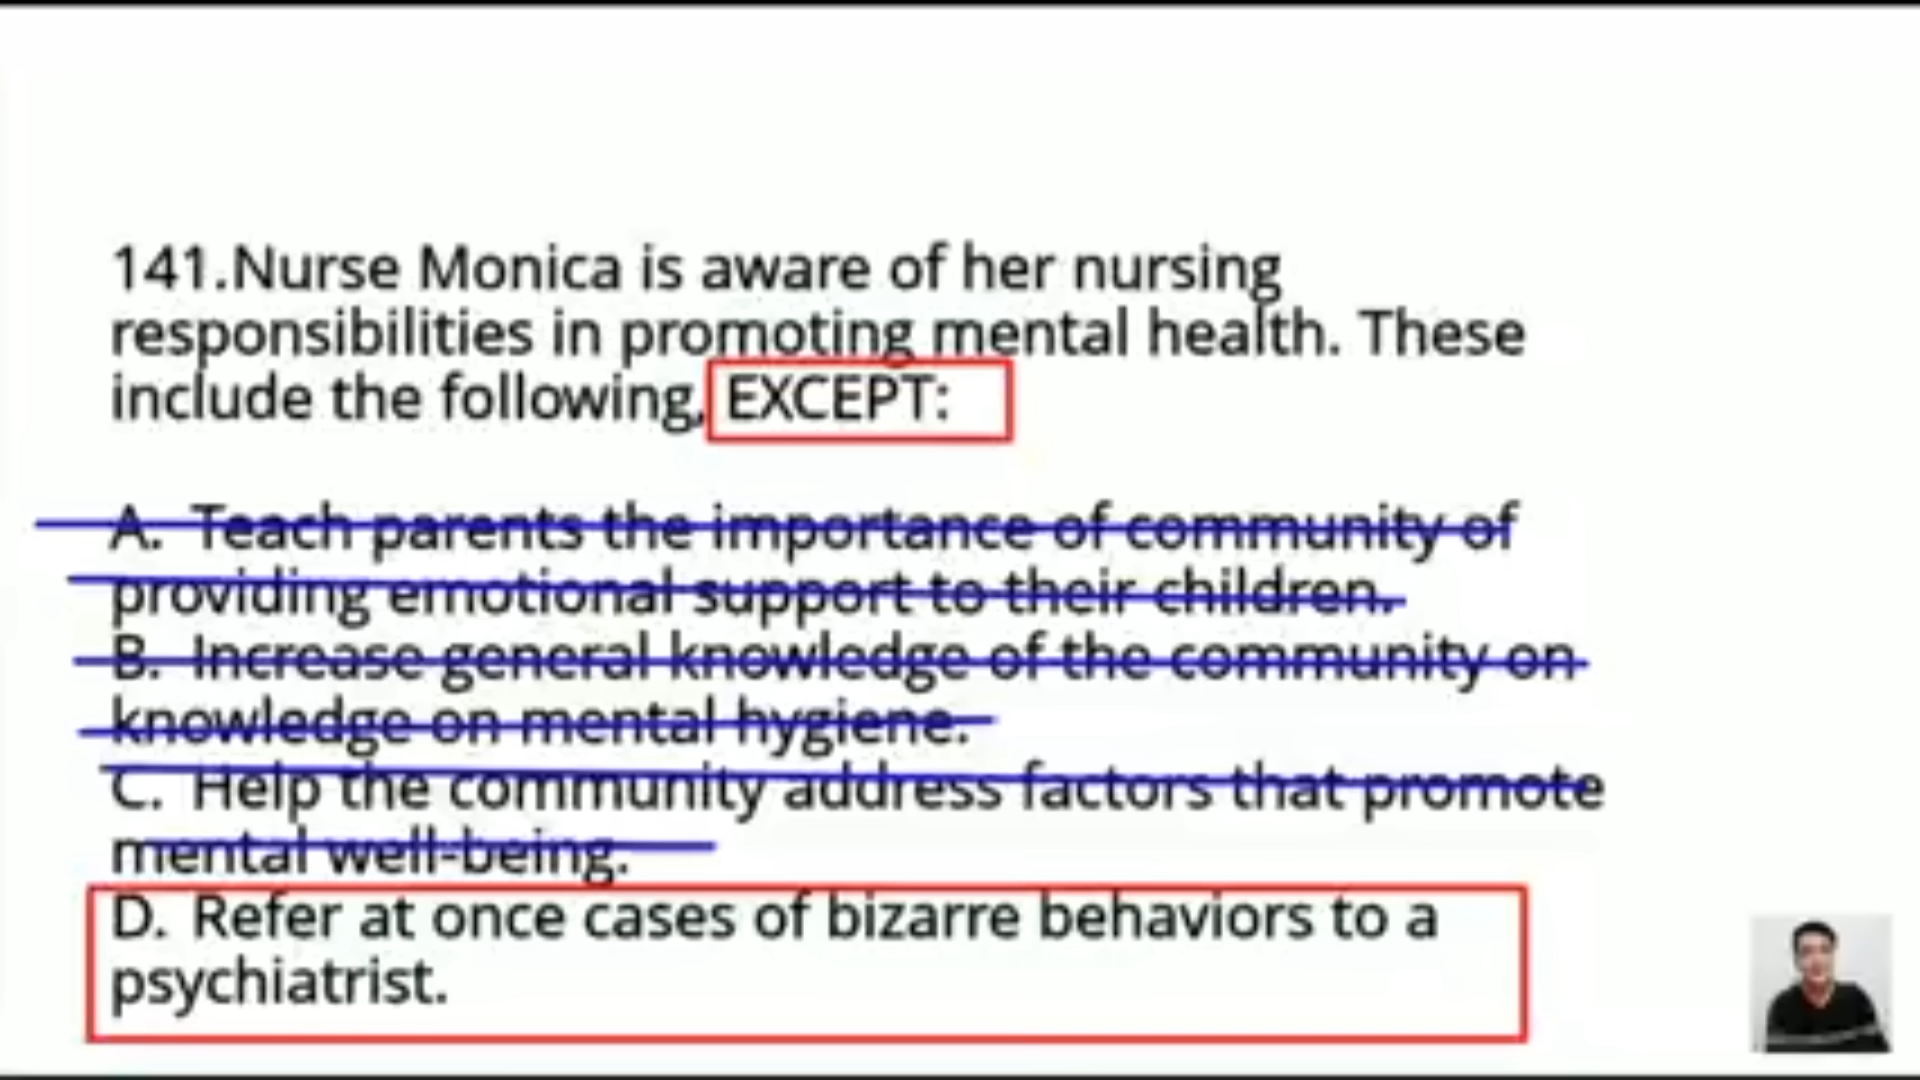 141.Nurse Monica is aware of her nursing
responsibilities in promoting mental health. These
include the following, EXCEPT:
A. Teach parents the importance of community of
providing emotional support to their children.
B. Increase general knowledge of the community on
knowledge on mental hygiene.
C. Help the community address factors that promote
mental well-being.
D. Refer at once cases of bizarre behaviors to a
psychiatrist.